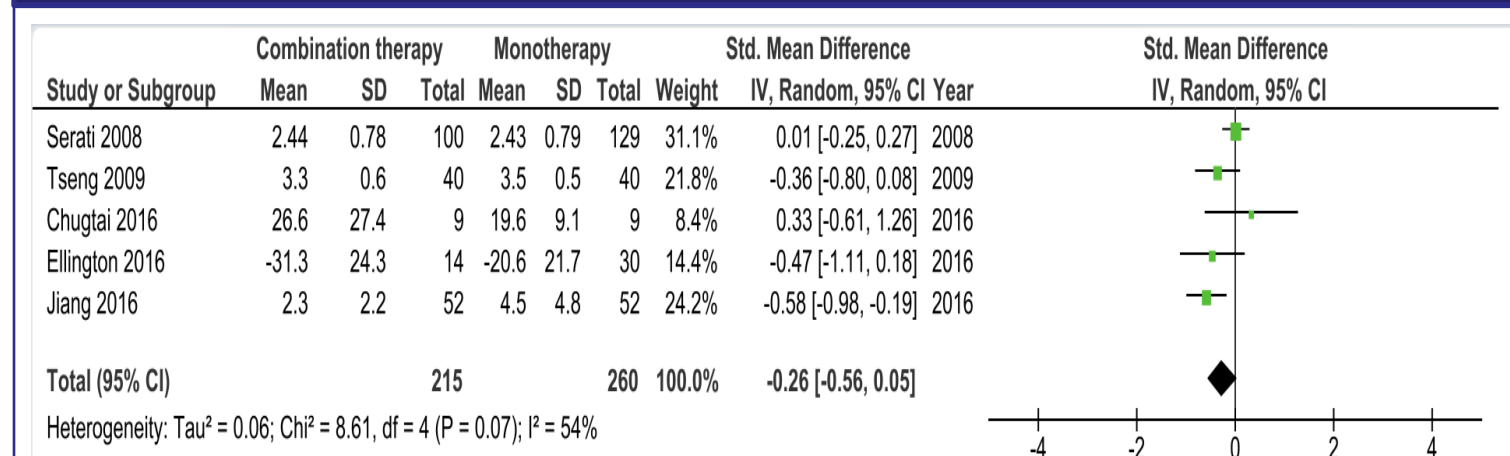 Combination therapy Monotherapy Std. Mean Difference Std. Mean Difference
Study or Subgroup Mean SD Total Mean SD Total Weight IV, Random, 95% CI Year IV, Random, 95% CI
Serati 2008 2.44 0.78 100 2.43 0.79 129 31.1% 0.01 [-0.25, 0.27] 2008
Tseng 2009 3.3 0.6 40 3.5 0.5 40 21.8% -0.36 [-0.80, 0.08] 2009
Chugtai 2016 26.6 27.4 9 19.6 9.1 9 8.4% 0.33 [-0.61, 1.26] 2016
Ellington 2016 -31.3 24.3 14 -20.6 21.7 30 14.4% -0.47 [-1.11, 0.18] 2016
Jiang 2016 2.3 2.2 52 4.5 4.8 52 24.2% -0.58 [-0.98, -0.19] 2016
Total (95% CI) 215 260 100.0% -0.26 [-0.56, 0.05]
Heterogeneity: Tau² = 0.06; Chi² = 8.61, df = 4 (P = 0.07); I² = 54%
-4 -2 0 2 4